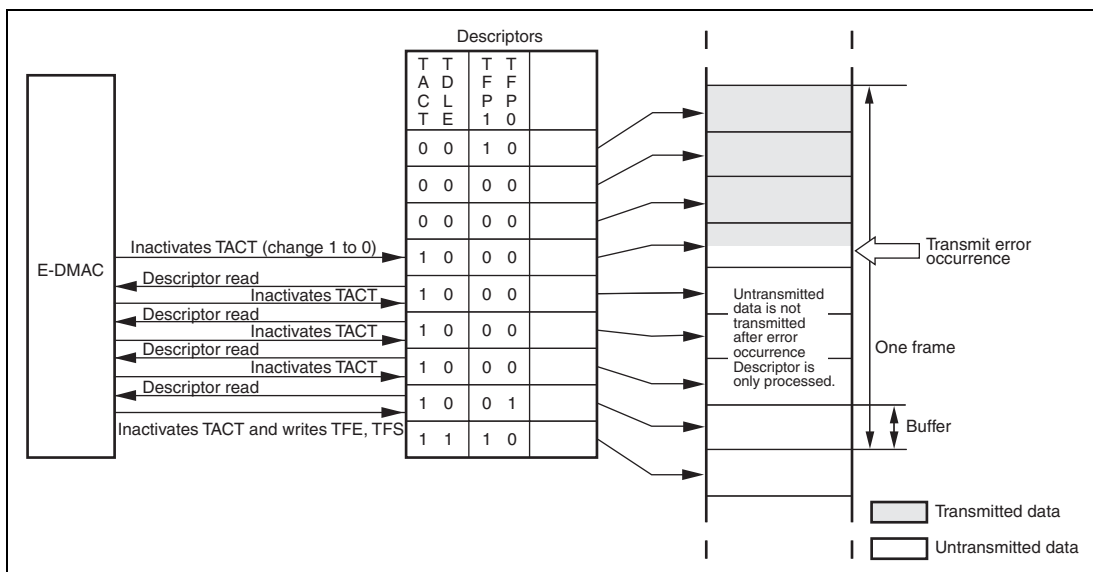 Descriptors
T T T T
A D F F
C L P P
T E 1 0
0 0 1 0
0 0 0 0
0 0 0 0
Inactivates TACT (change 1 to 0)
1 0 0 0
Transmit error
occurrence
E-DMAC
Descriptor read
1 0 0 0
Inactivates TACT
Descriptor read
1 0 0 0
Inactivates TACT
Descriptor read
1 0 0 0
Inactivates TACT
Descriptor read
1 0 0 1
Inactivates TACT and writes TFE, TFS
1 1 1 0
Untransmitted
data is not
transmitted
after error
occurrence
Descriptor is
only processed.
One frame
Buffer
Transmitted data
Untransmitted data